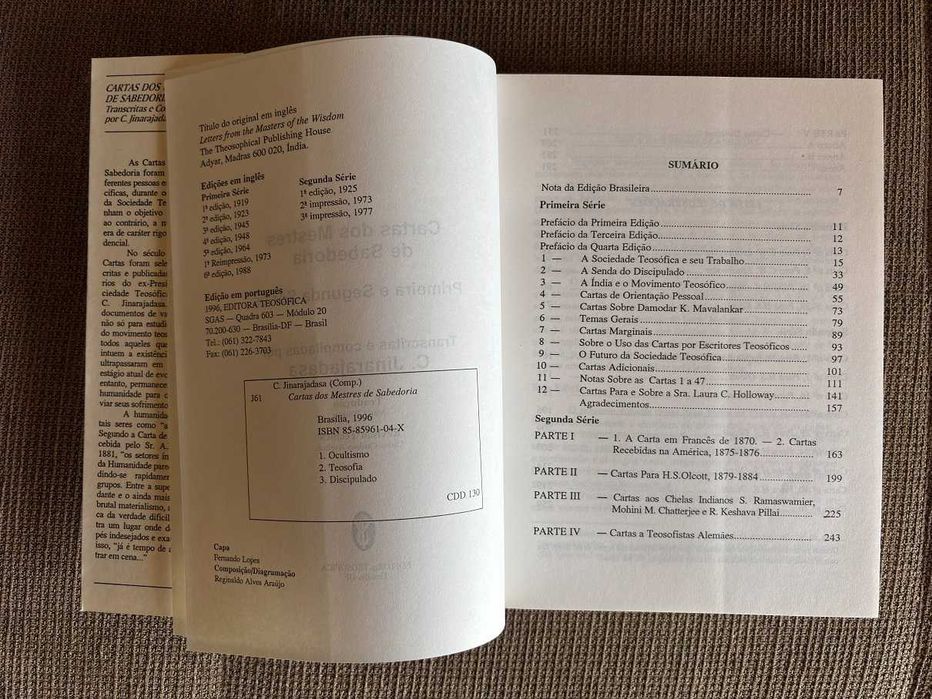 CARTAS DOS
DE SABEDORI
Transcritas e Co
por C. Jinarajada
As Cartas
Sabedoria foram
ferentes pessoas e
cíficas, durante o
da Sociedade Te
nham o objetivo
ao contrário, a m
era de caráter rigo
dencial.
No século
Cartas foram sele
critas e publicadas
rios do ex-Presi
ciedade Teosófic
C. Jinarajadasa.
documentos de va
não só para estudi
do movimento teos
todos aqueles que
intuem a existênci
ultrapassaram em
estágio atual de evo
entanto, permanece
humanidade para c
viar seus sofrimento
A humanida
tais seres como "a
Segundo a Carta de
cebida pelo Sr. A.
1881, "os setores in
da Humanidade pare
dindo-se rapidamen
grupos. Entre a supe
dante e o ainda mais
brutal materialismo, a
ca da verdade difícil
tra um lugar onde d
pés indesejados e exa
isso, "já é tempo de a
trar em cena..."
Título do original em inglês
Letters from the Masters of the Wisdom
The Theosophical Publishing House
Adyar, Madras 600 020, Índia.
Edições em inglês
Primeira Série
1ª edição, 1919
2ª edição, 1923
3ª edição, 1945
4ª edição, 1948
5ª edição, 1964
1ª Reimpressão, 1973
6ª edição, 1988
Segunda Série
1ª edição, 1925
2ª impressão, 1973
3ª impressão, 1977
Edição em português
1996, EDITORA TEOSÓFICA
SGAS — Quadra 603 — Módulo 20
70.200-630 — Brasília-DF — Brasil
Tel.: (061) 322-7843
Fax: (061) 226-3703
C. Jinarajadasa (Comp.)
J61 Cartas dos Mestres de Sabedoria
Brasília, 1996
ISBN 85-85961-04-X
1. Ocultismo
2. Teosofia
3. Discipulado
CDD 130
Capa
Fernando Lopes
Composição/Diagramação
Reginaldo Alves Araújo
SUMÁRIO
Nota da Edição Brasileira 7
Primeira Série
Prefácio da Primeira Edição 11
Prefácio da Terceira Edição 12
Prefácio da Quarta Edição 13
1 — A Sociedade Teosófica e seu Trabalho 15
2 — A Senda do Discipulado 33
3 — A Índia e o Movimento Teosófico 49
4 — Cartas de Orientação Pessoal 55
5 — Cartas Sobre Damodar K. Mavalankar 73
6 — Temas Gerais 79
7 — Cartas Marginais 89
8 — Sobre o Uso das Cartas por Escritores Teosóficos 93
9 — O Futuro da Sociedade Teosófica 97
10 — Cartas Adicionais 101
11 — Notas Sobre as Cartas 1 a 47 111
12 — Cartas Para e Sobre a Sra. Laura C. Holloway 141
Agradecimentos 157
Segunda Série
PARTE I — 1. A Carta em Francês de 1870. — 2. Cartas
Recebidas na América, 1875-1876 163
PARTE II — Cartas Para H.S.Olcott, 1879-1884 199
PARTE III — Cartas aos Chelas Indianos S. Ramaswamier,
Mohini M. Chatterjee e R. Keshava Pillai 225
PARTE IV — Cartas a Teosofistas Alemães 243